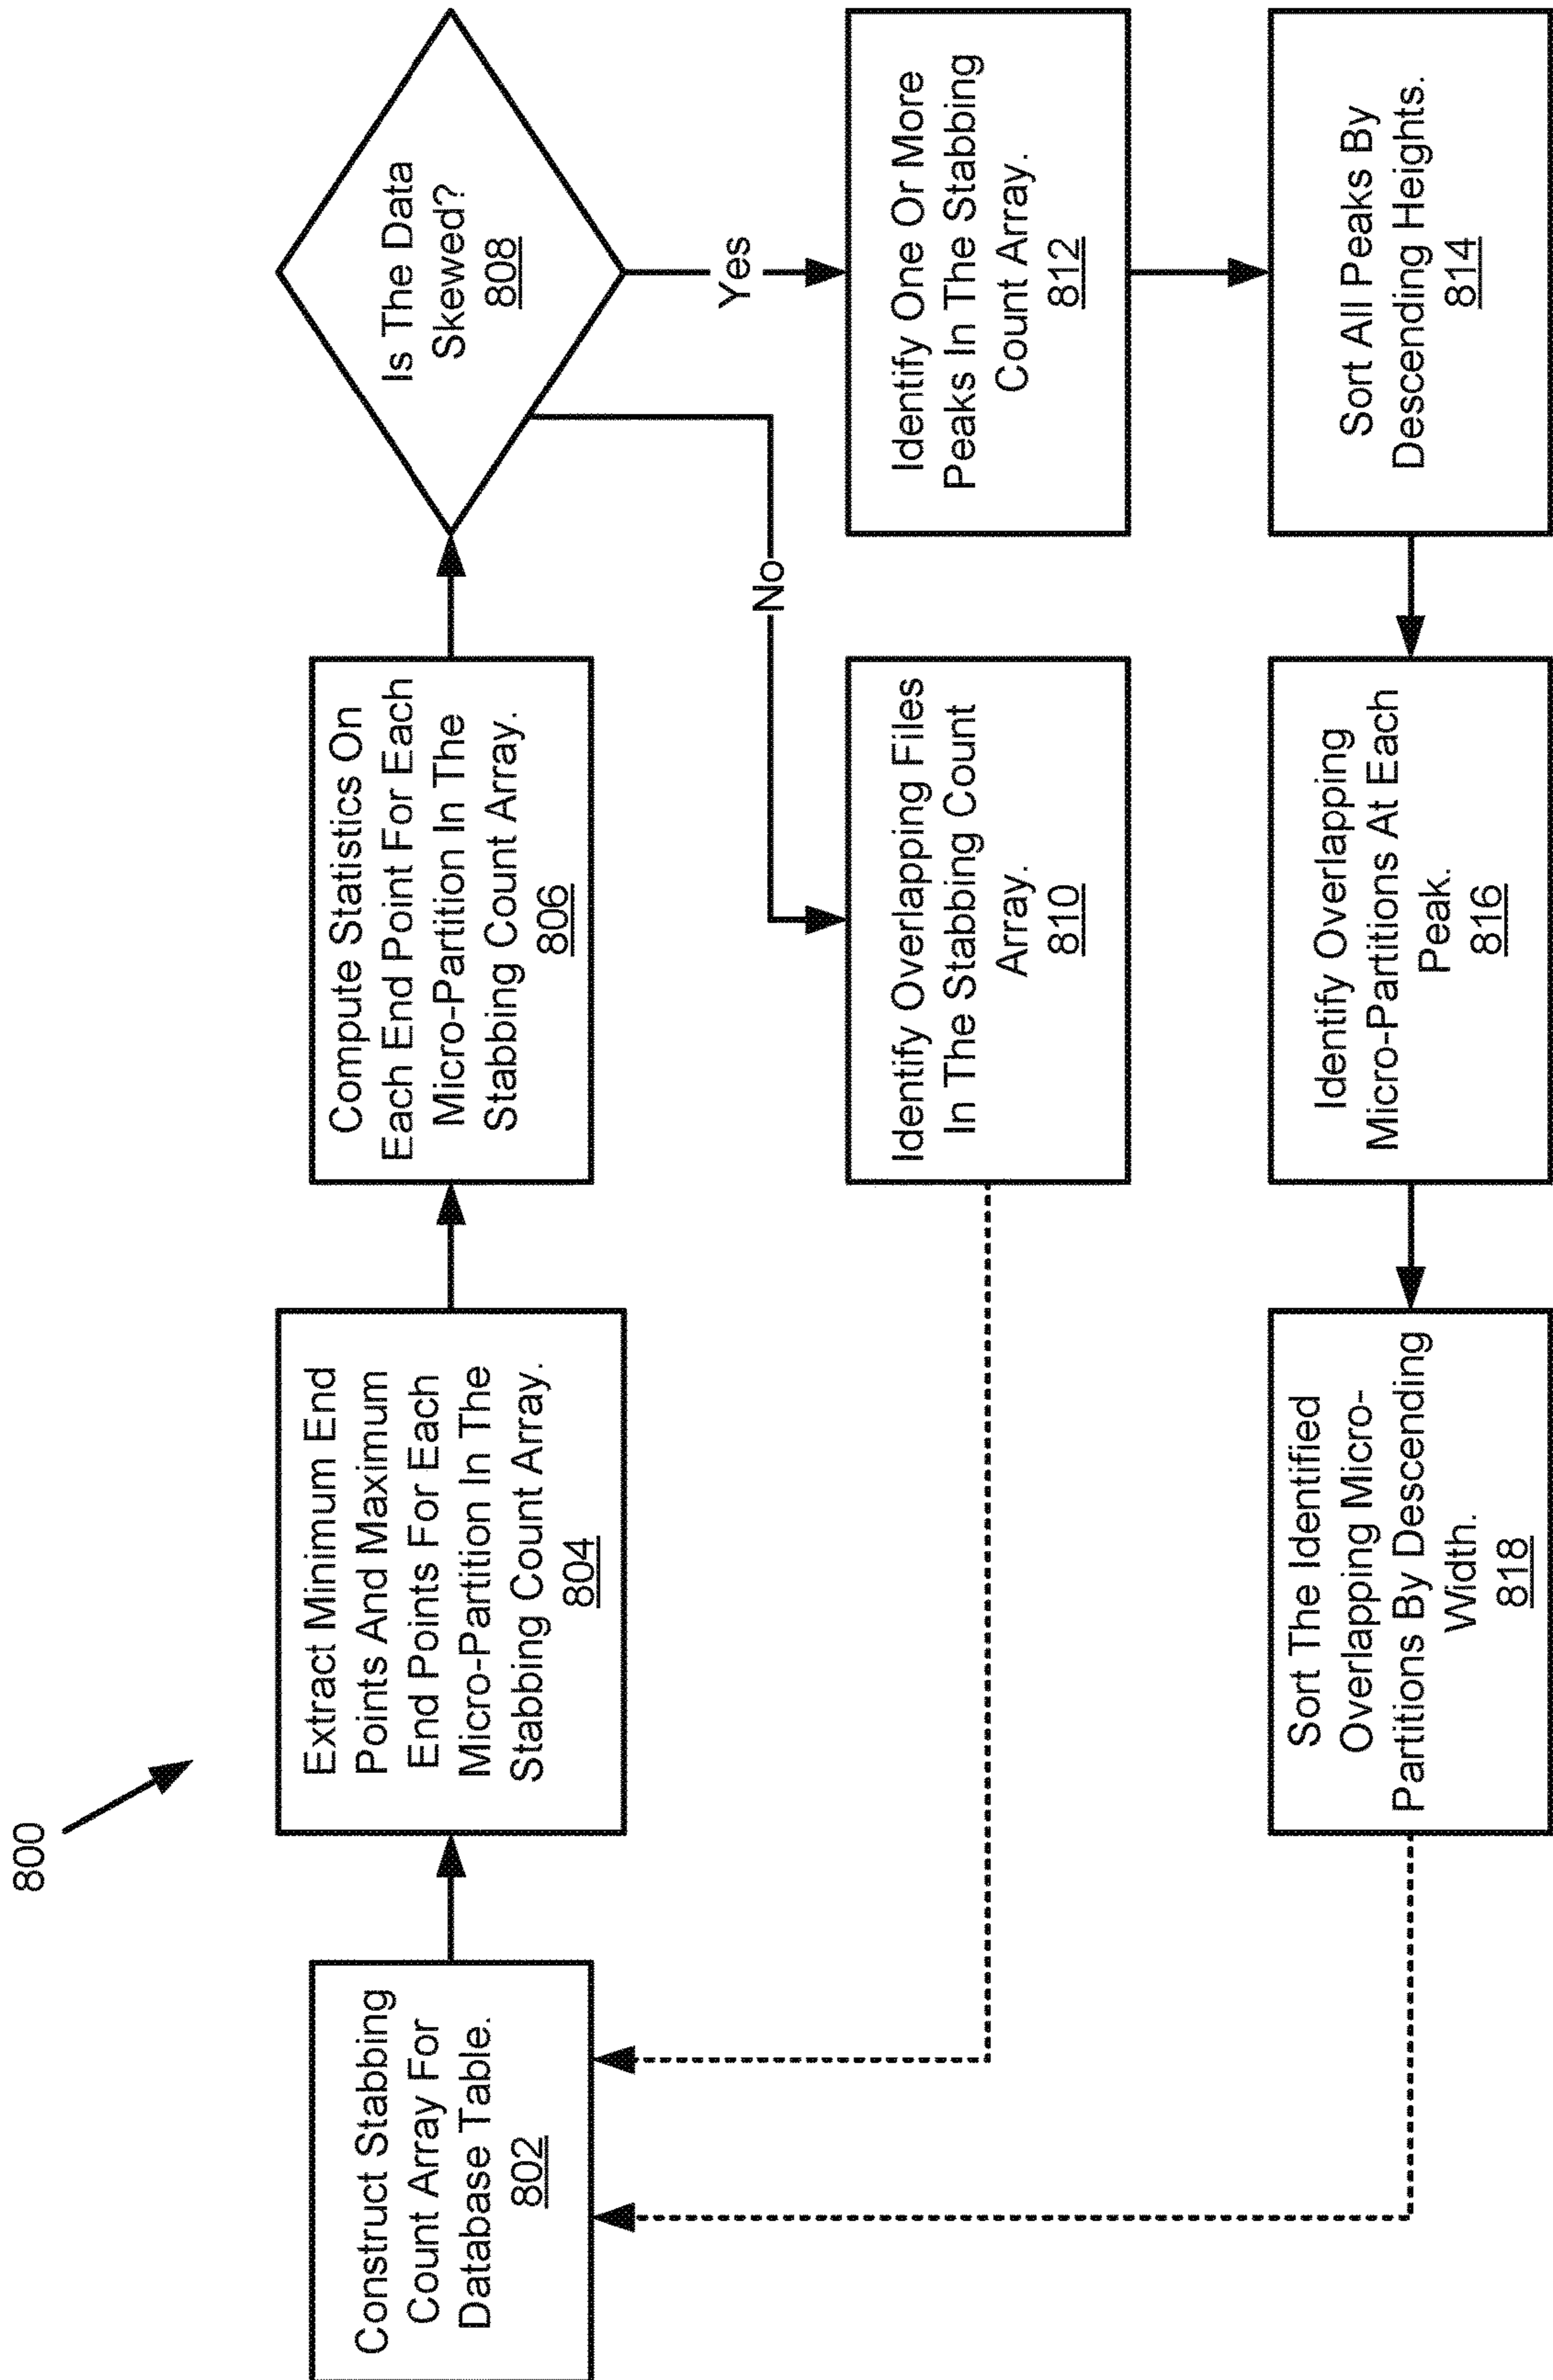 800
Construct Stabbing
Count Array For
Database Table.
802
Extract Minimum End
Points And Maximum
End Points For Each
Micro-Partition In The
Stabbing Count Array.
804
Compute Statistics On
Each End Point For Each
Micro-Partition In The
Stabbing Count Array.
806
Is The Data
Skewed?
808
No
Yes
Identify Overlapping Files
In The Stabbing Count
Array.
810
Identify One Or More
Peaks In The Stabbing
Count Array.
812
Sort All Peaks By
Descending Heights.
814
Identify Overlapping
Micro-Partitions At Each
Peak.
816
Sort The Identified
Overlapping Micro-
Partitions By Descending
Width.
818